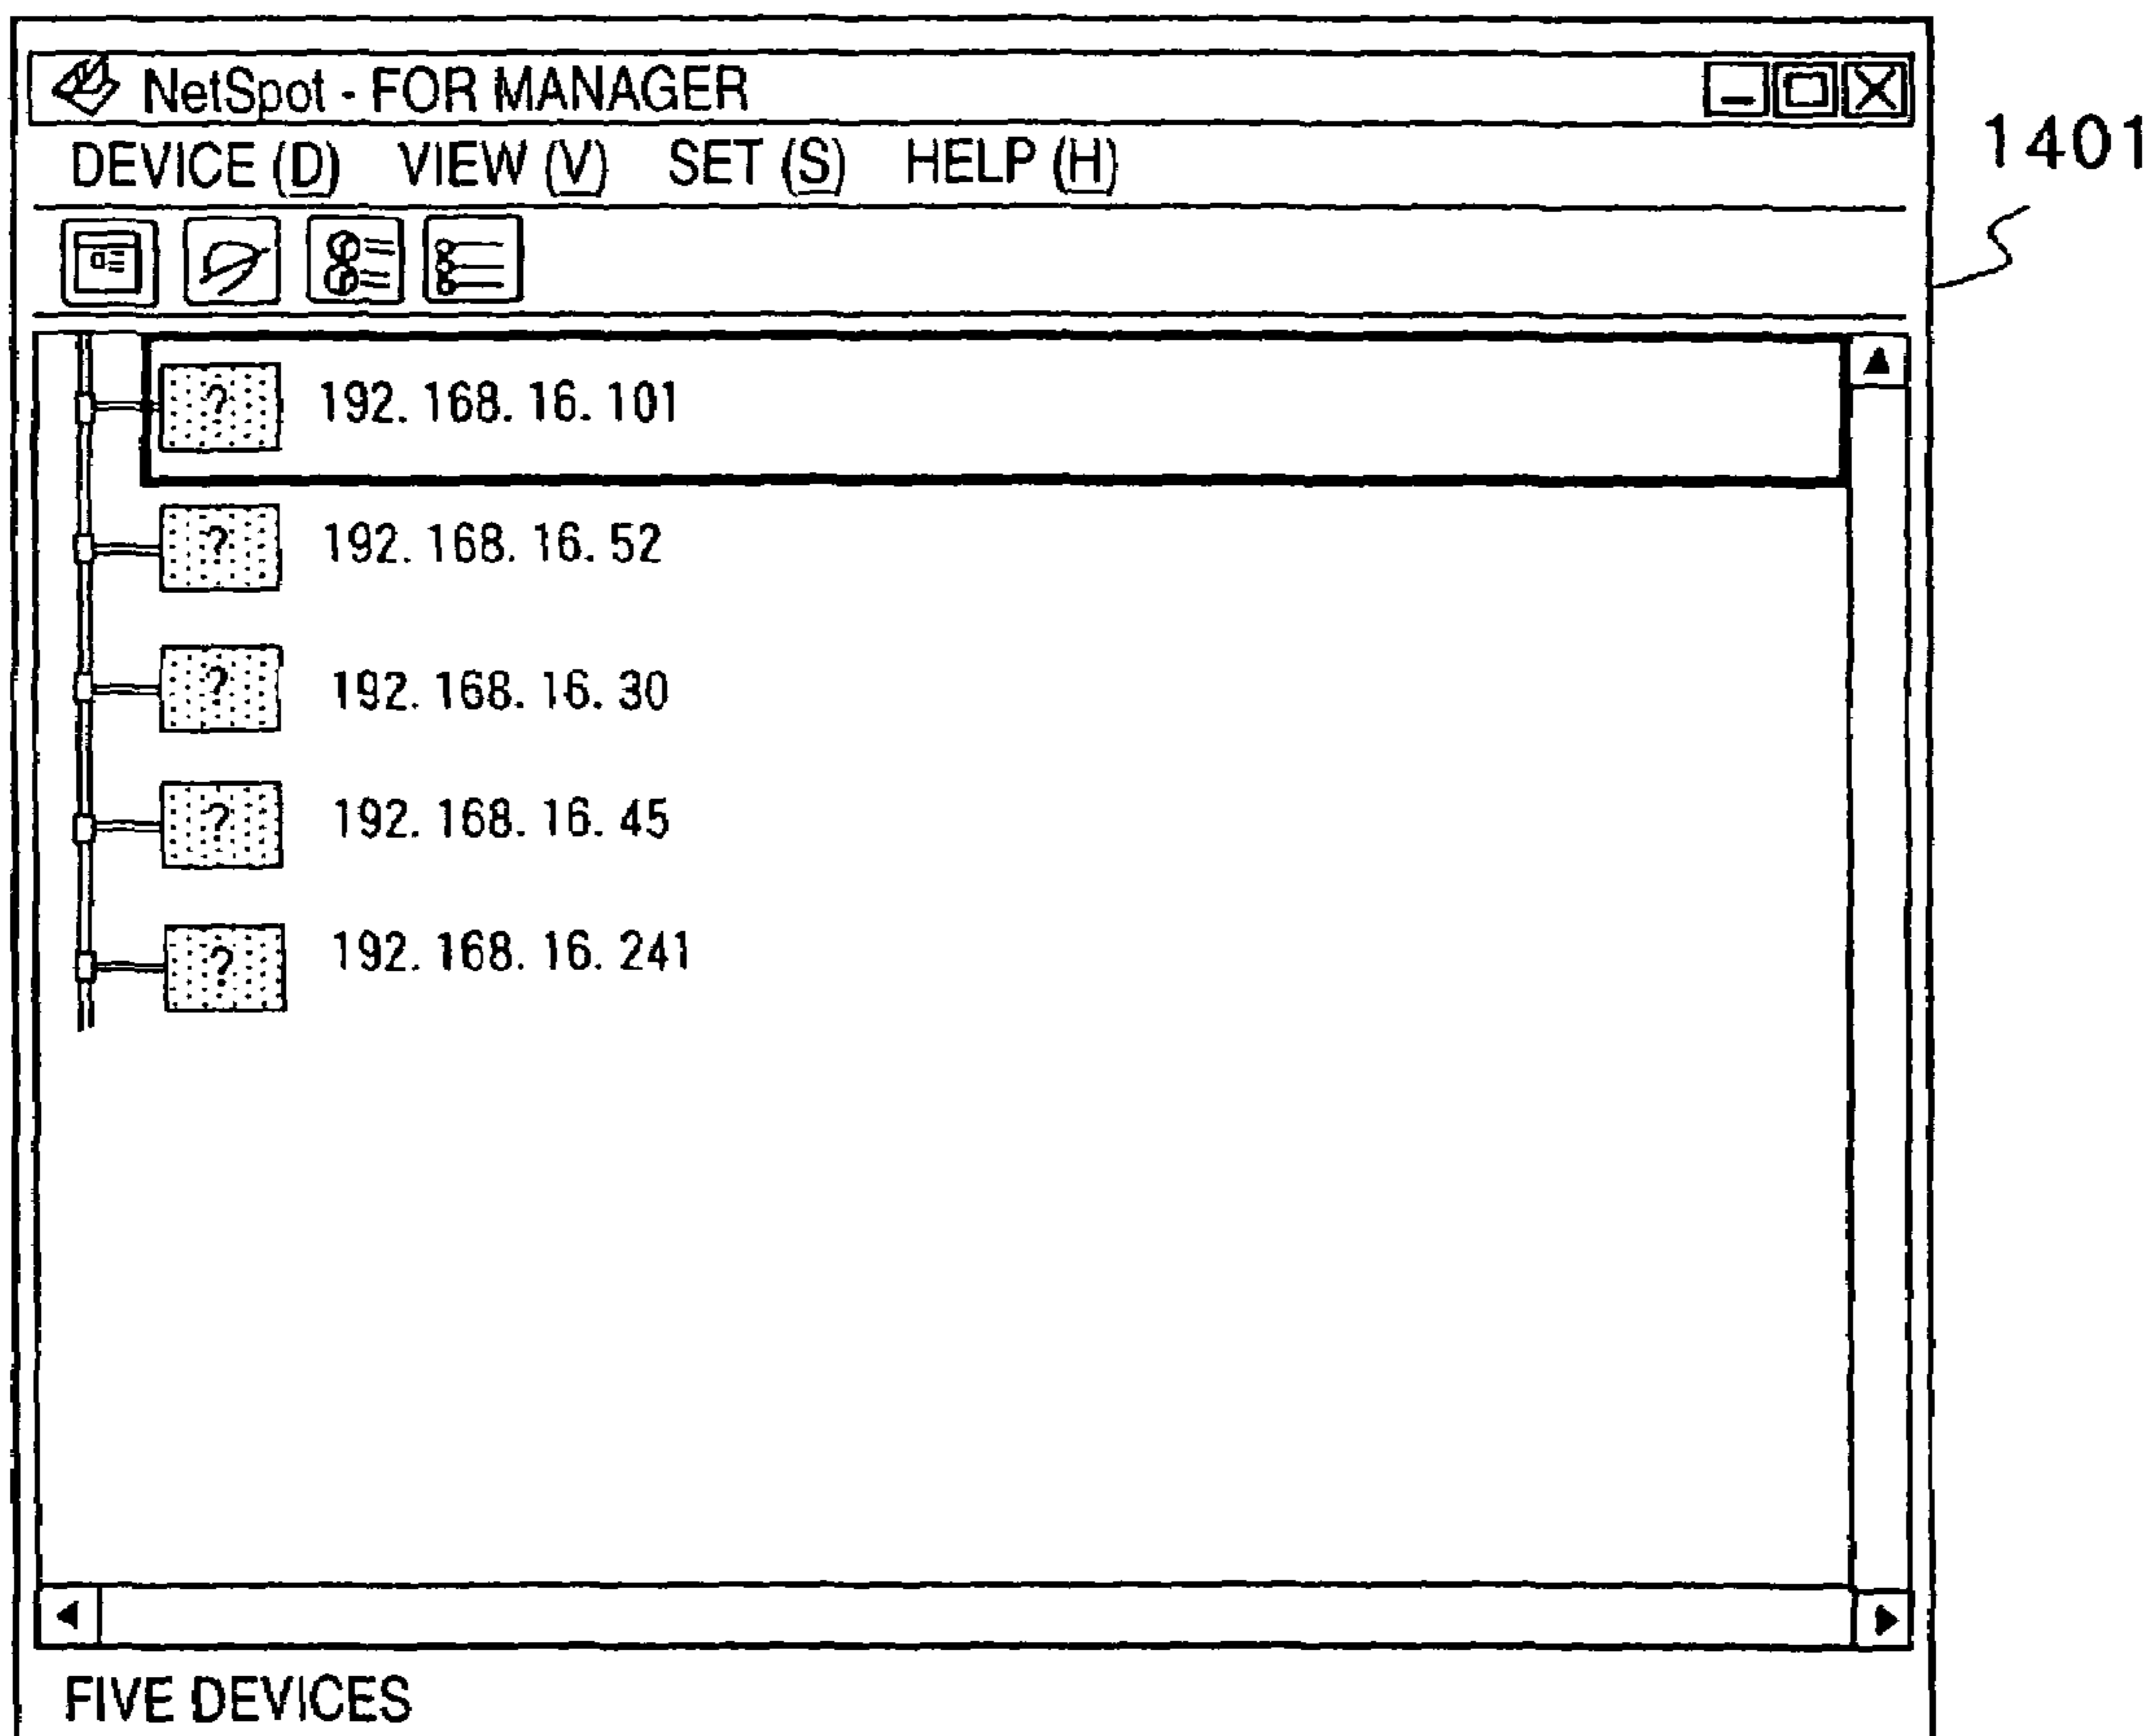 NetSpot - FOR MANAGER
1401
DEVICE (D) VIEW (V) SET (S) HELP (H)
? 192. 168. 16. 101
? 192. 168. 16. 52
? 192. 168. 16. 30
? 192. 168. 16. 45
? 192. 168. 16. 241
FIVE DEVICES